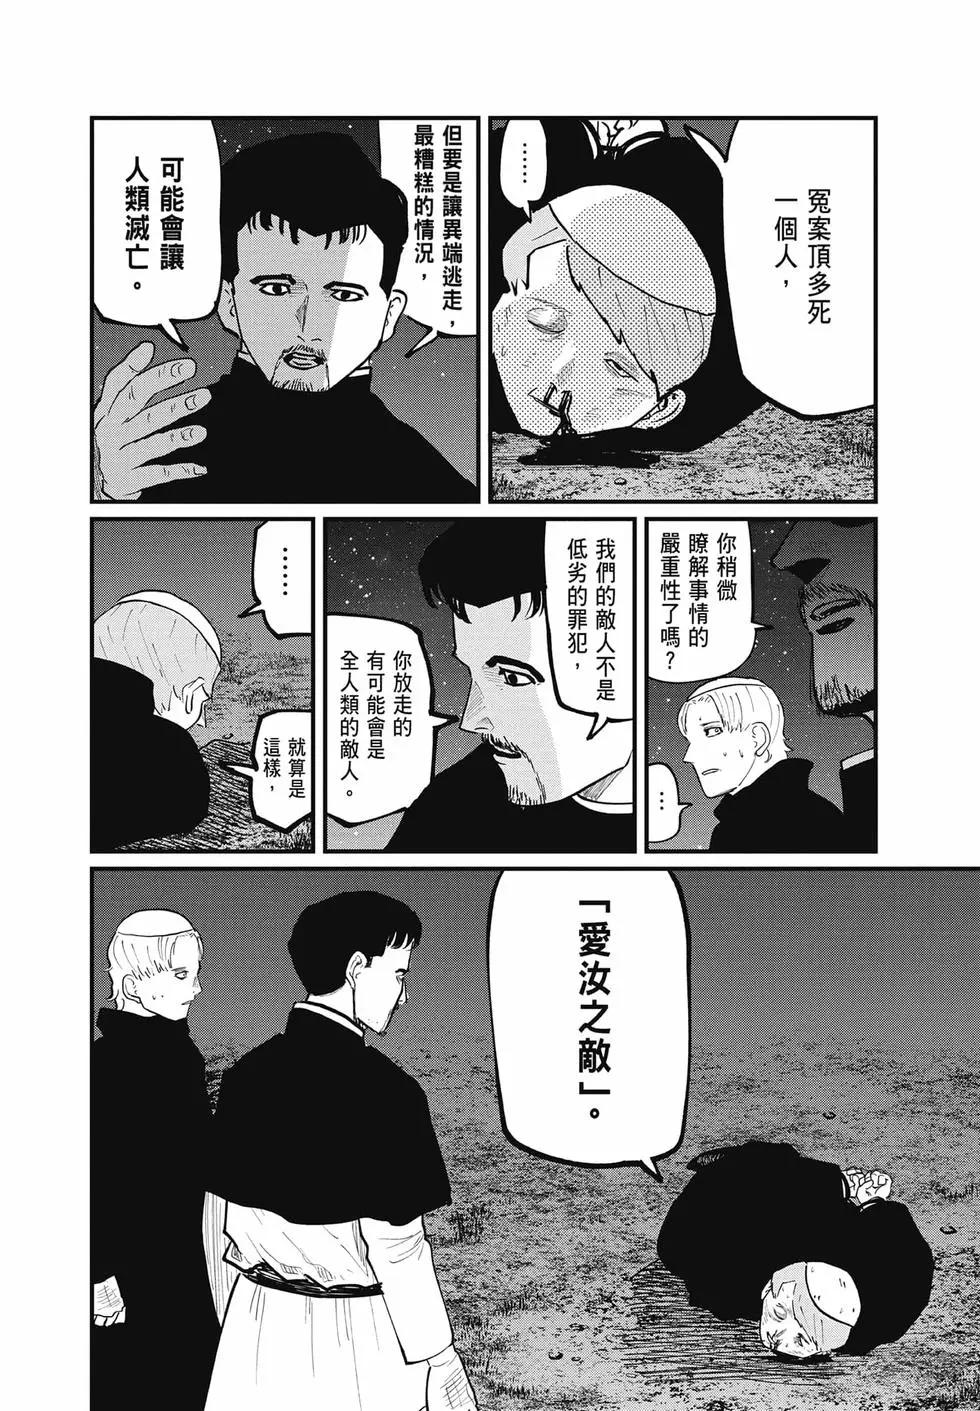 冤案頂多死
一個人，
……
但要是讓異端逃走，
最糟糕的情況，
可能會讓
人類滅亡。
你稍微
瞭解事情的
嚴重性了嗎？
…
我們的敵人不是
低劣的罪犯，
你放走的
有可能會是
全人類的敵人。
……
就算是
這樣，
「愛汝之敵」。